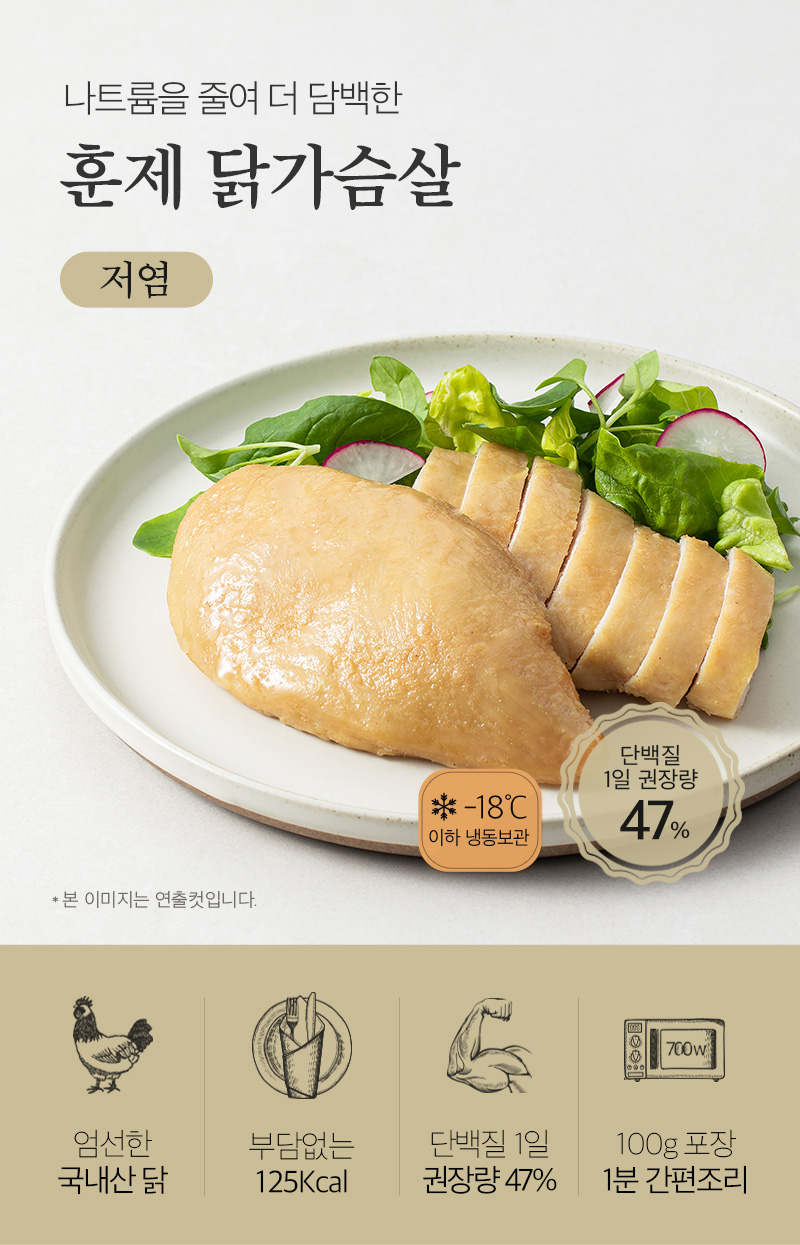 나트륨을 줄여 더 담백한
훈제 닭가슴살
저염
단백질
1일 권장량
47%
-18℃
이하 냉동보관
*본 이미지는 연출컷입니다.
700w
엄선한
국내산 닭
부담없는
125Kcal
단백질 1일
권장량 47%
100g 포장
1분 간편조리